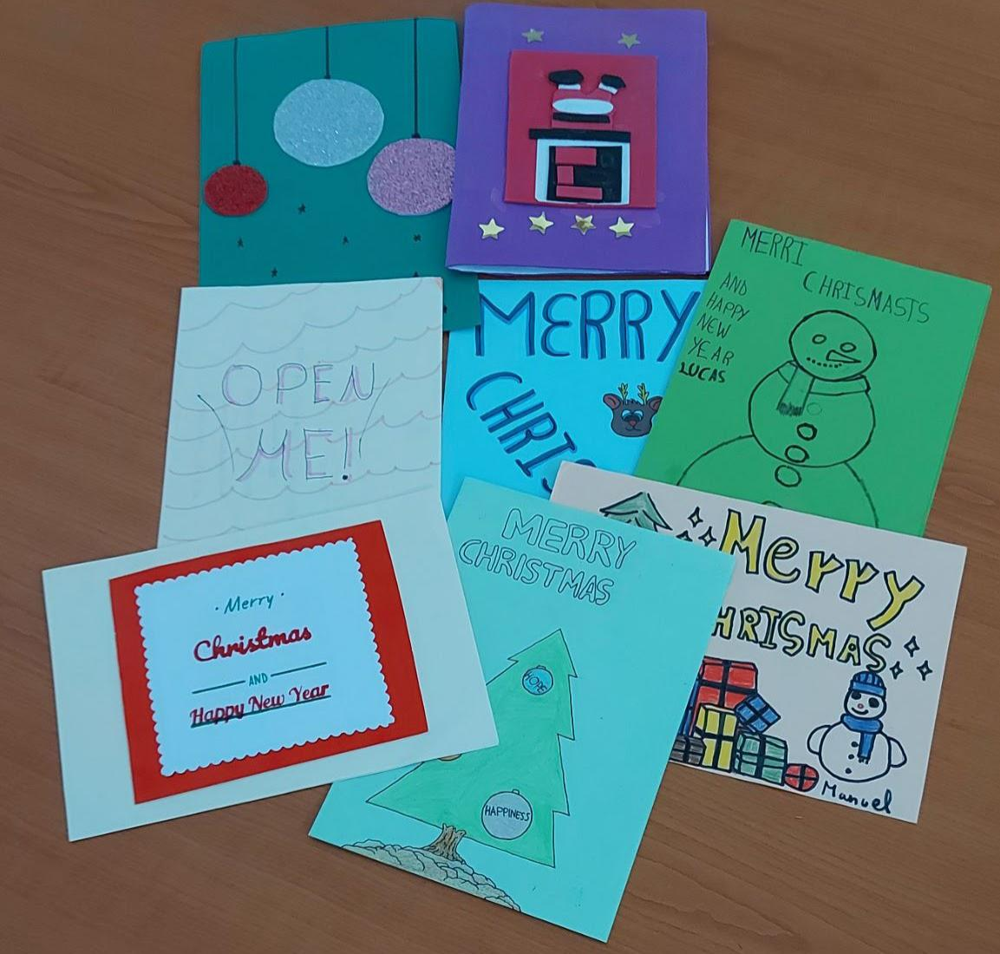 MERRY
CHRIS
MERRI
CHRISMASTS
AND
HAPPY
NEW
YEAR
LUCAS
OPEN
ME!
· Merry ·
Christmas
AND
Happy New Year
MERRY
CHRISTMAS
HOPE
HAPPINESS
Merry
HRISMAS
Manuel